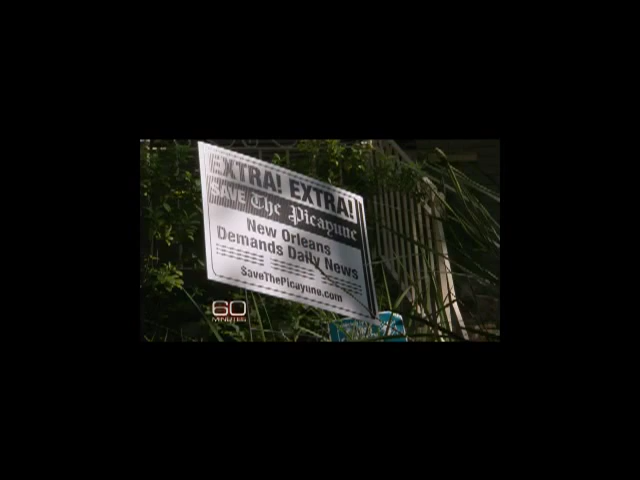 EXTRA! EXTRA!
SAVE The Picayune
New Orleans
Demands Daily News
SaveThePicayune.com
60
MINUTES